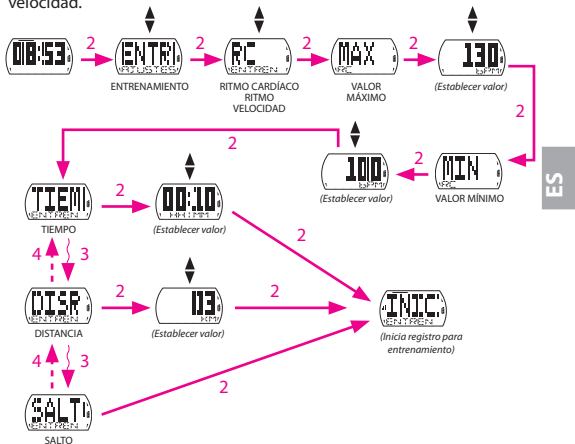 velocidad.
08:53
2
ENTR
AJUSTES
ENTRENAMIENTO
2
RC
ENTREN
RITMO CARDÍACO
RITMO
VELOCIDAD
2
MAX
RC
VALOR
MÁXIMO
2
130
BPM
(Establecer valor)
2
MIN
RC
VALOR MÍNIMO
2
100
BPM
(Establecer valor)
2
ES
TIEM
ENTREN
TIEMPO
2
00:10
HH:MM
(Establecer valor)
2
4
3
DISR
ENTREN
DISTANCIA
2
03
KM
(Establecer valor)
2
INIC
ENTREN
(Inicia registro para
entrenamiento)
4
3
SALT
ENTREN
SALTO
2